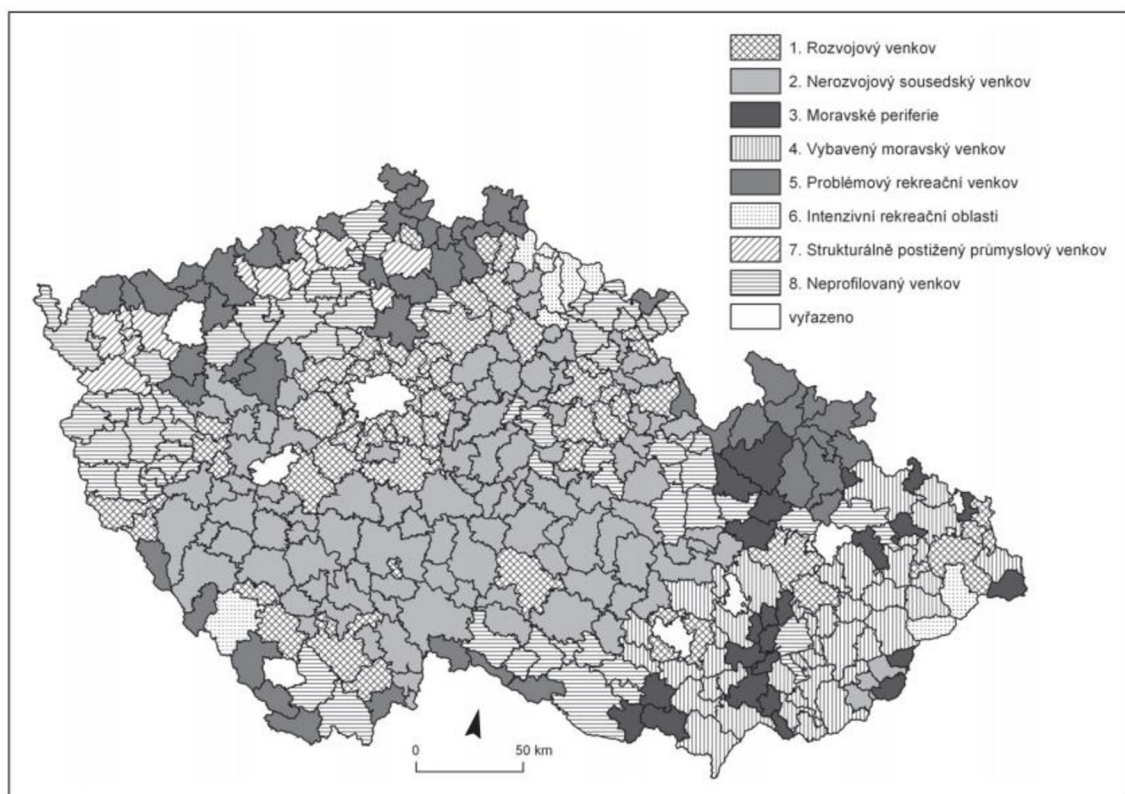 1. Rozvojový venkov
2. Nerozvojový sousedský venkov
3. Moravské periferie
4. Vybavený moravský venkov
5. Problémový rekreační venkov
6. Intenzivní rekreační oblasti
7. Strukturálně postižený průmyslový venkov
8. Neprofilovaný venkov
vyřazeno
0 50 km